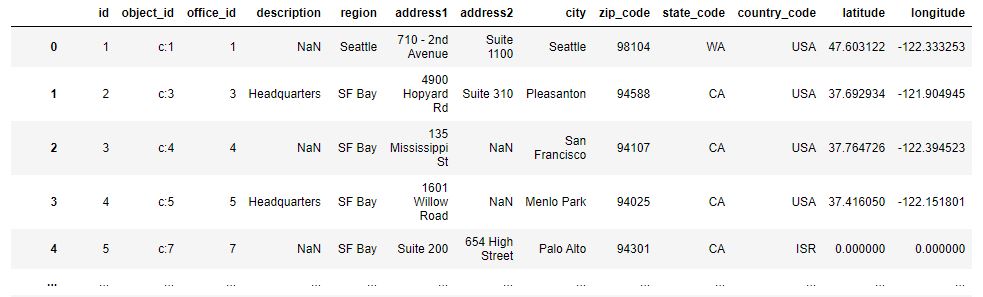 id object_id office_id description region address1 address2 city zip_code state_code country_code latitude longitude
0 1 c:1 1 NaN Seattle 710 - 2nd Avenue Suite 1100 Seattle 98104 WA USA 47.603122 -122.333253
1 2 c:3 3 Headquarters SF Bay 4900 Hopyard Rd Suite 310 Pleasanton 94588 CA USA 37.692934 -121.904945
2 3 c:4 4 NaN SF Bay 135 Mississippi St NaN San Francisco 94107 CA USA 37.764726 -122.394523
3 4 c:5 5 Headquarters SF Bay 1601 Willow Road NaN Menlo Park 94025 CA USA 37.416050 -122.151801
4 5 c:7 7 NaN SF Bay Suite 200 654 High Street Palo Alto 94301 CA ISR 0.000000 0.000000
... ... ... ... ... ... ... ... ... ... ... ... ... ...